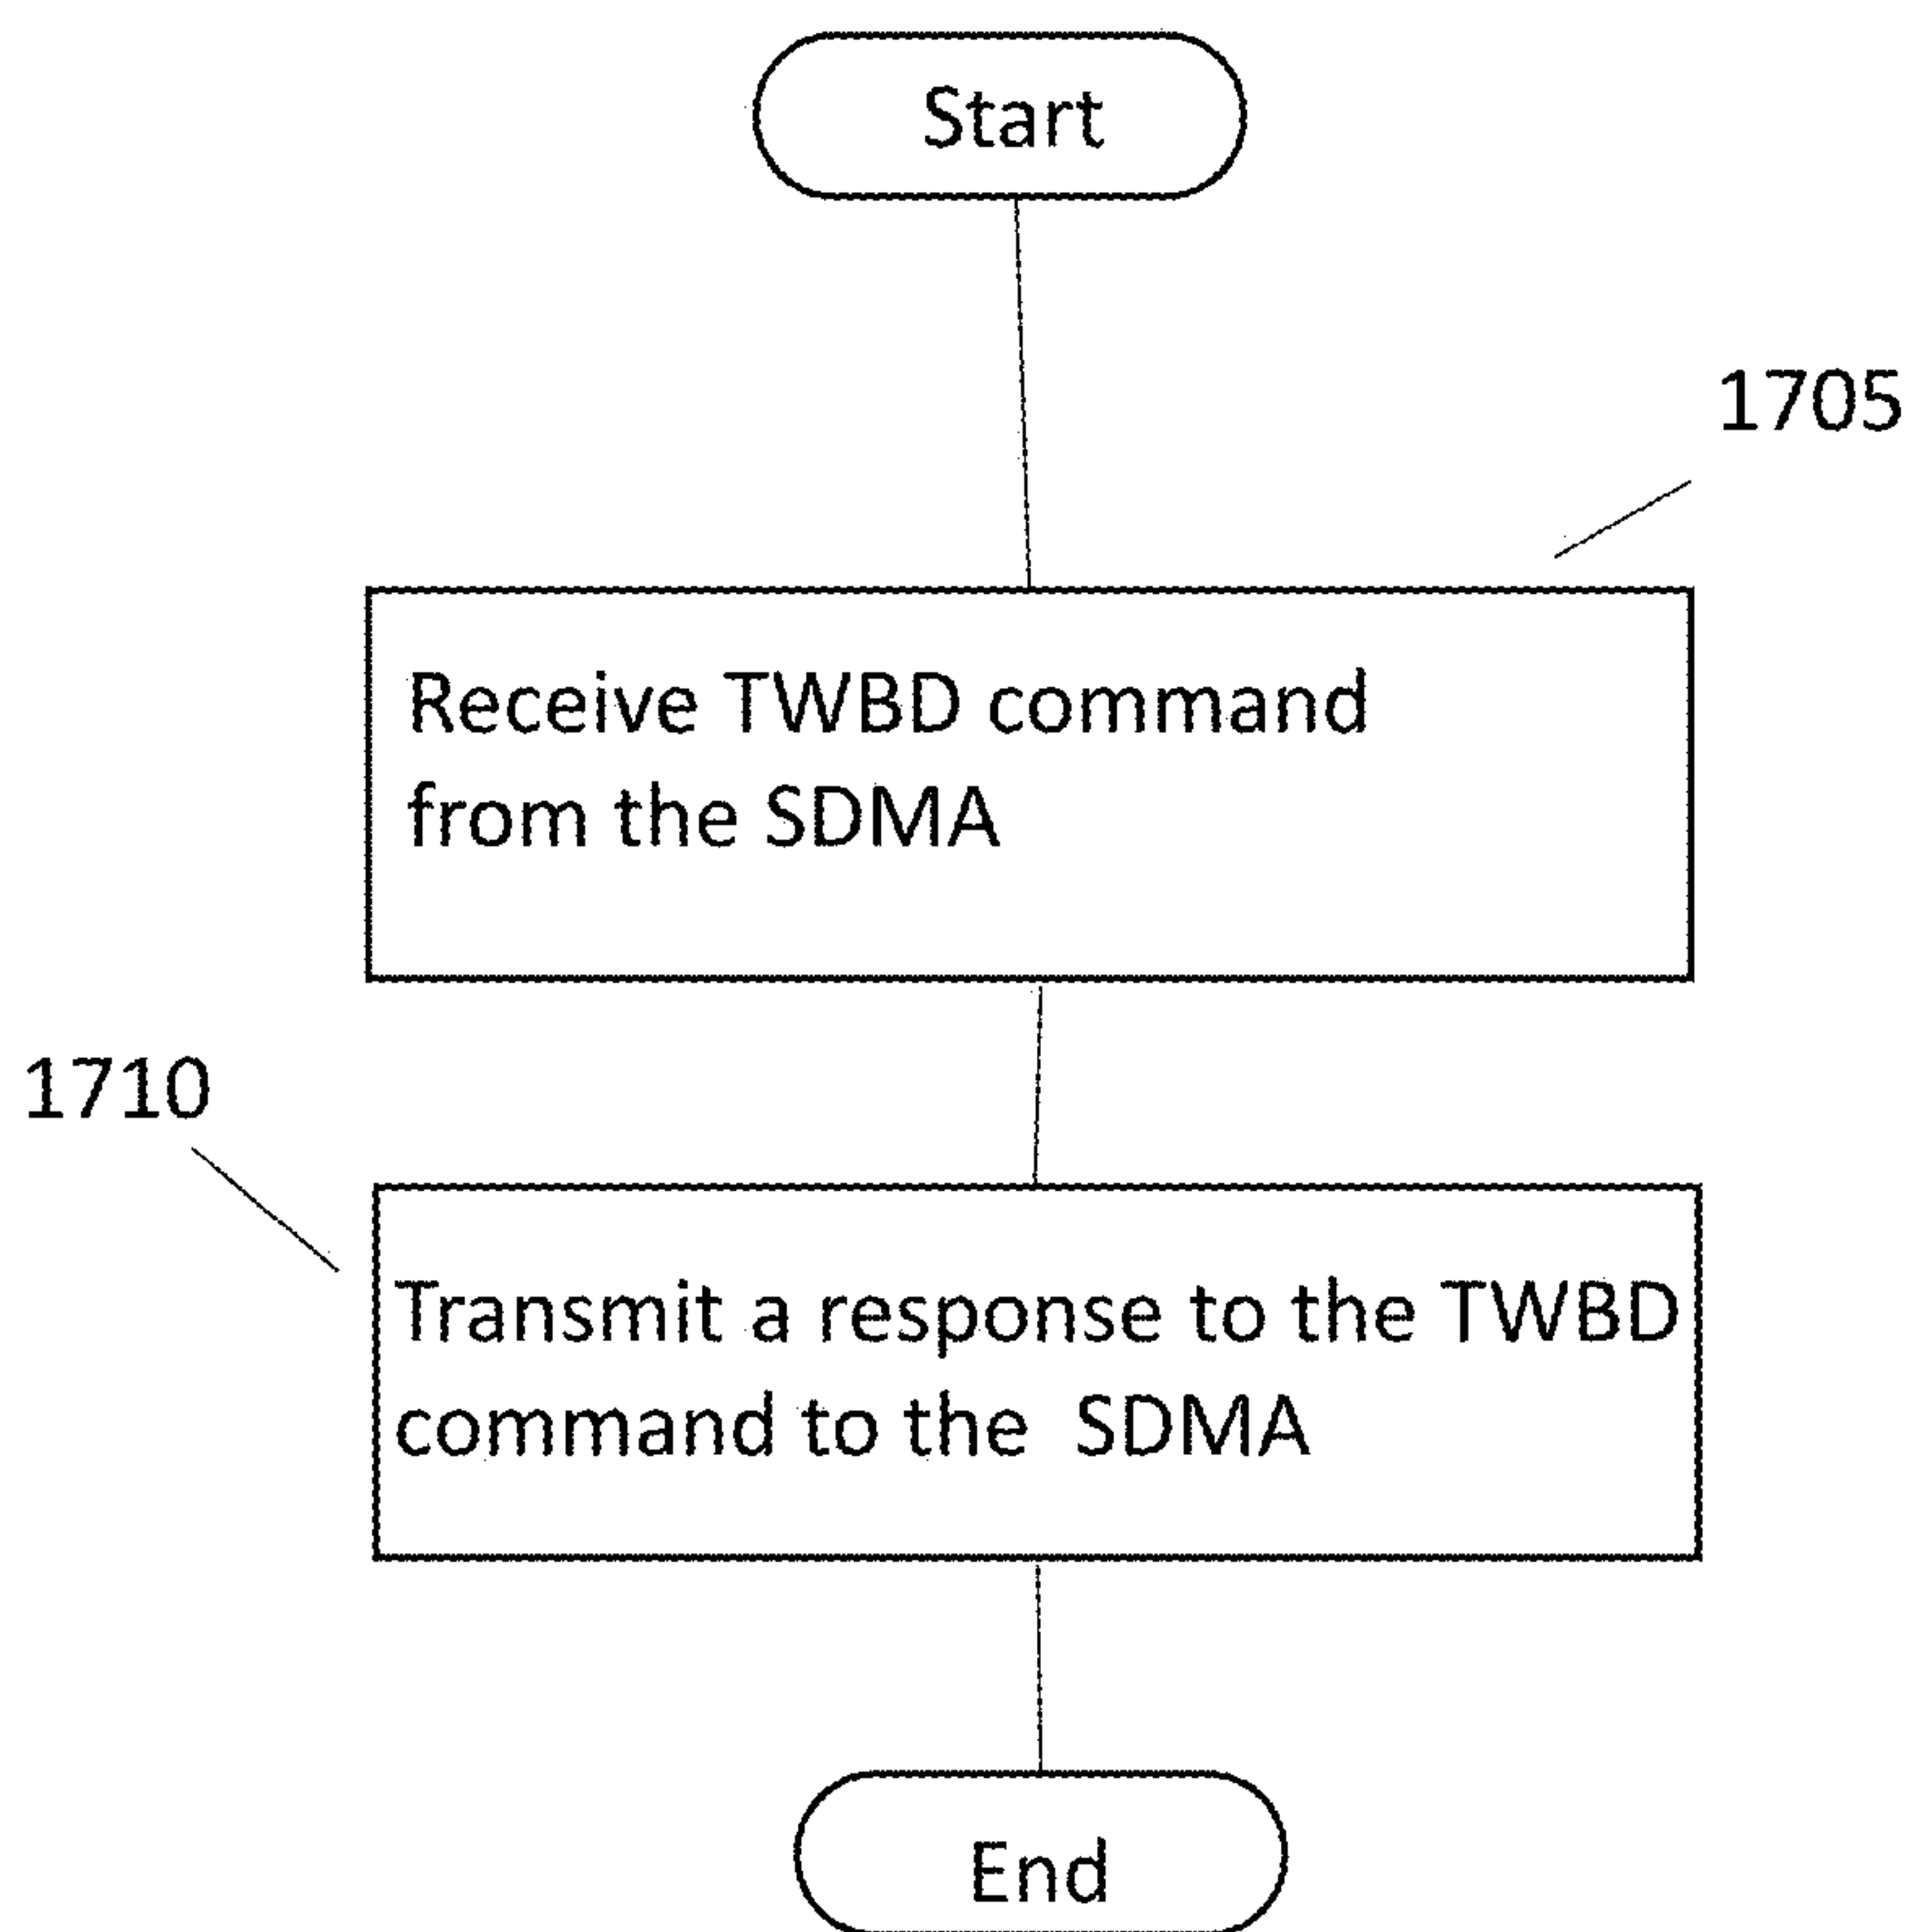 Start
1705
Receive TWBD command
from the SDMA
1710
Transmit a response to the TWBD
command to the SDMA
End